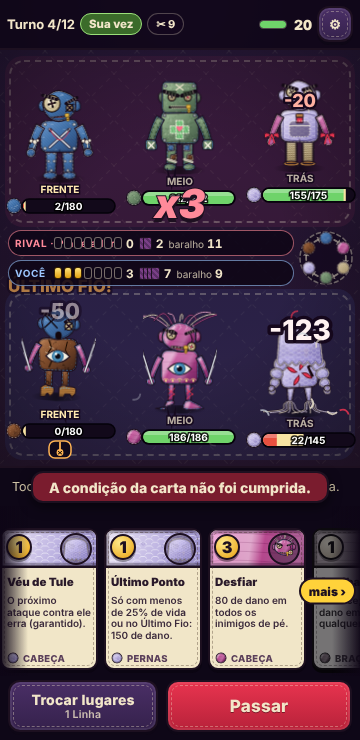 Turno 4/12 Sua vez ✂ 9 20
-20
FRENTE MEIO TRÁS
2/180 155/175
x3
RIVAL 0 2 baralho 11
VOCÊ 3 7 baralho 9
ÚLTIMO FIO!
-50 -123
FRENTE MEIO TRÁS
0/180 186/186 22/145
A condição da carta não foi cumprida.
1 1 3 1
Véu de Tule
O próximo
ataque contra ele
erra (garantido).
CABEÇA
Último Ponto
Só com menos
de 25% de vida
ou no Último Fio:
150 de dano.
PERNAS
Desfiar
80 de dano em
todos os
inimigos de pé.
CABEÇA
mais ›
Trocar lugares
1 Linha
Passar